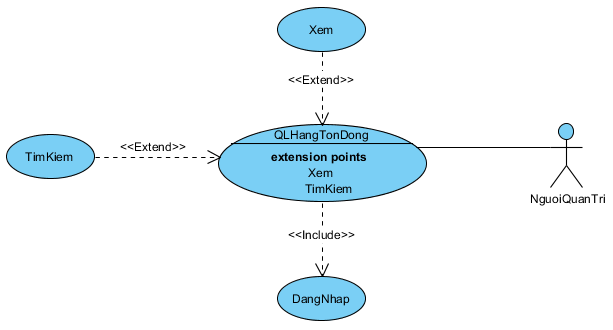 Xem
<<Extend>>
QLHangTonDong
TimKiem
<<Extend>>
extension points
Xem
TimKiem
NguoiQuanTri
<<Include>>
DangNhap